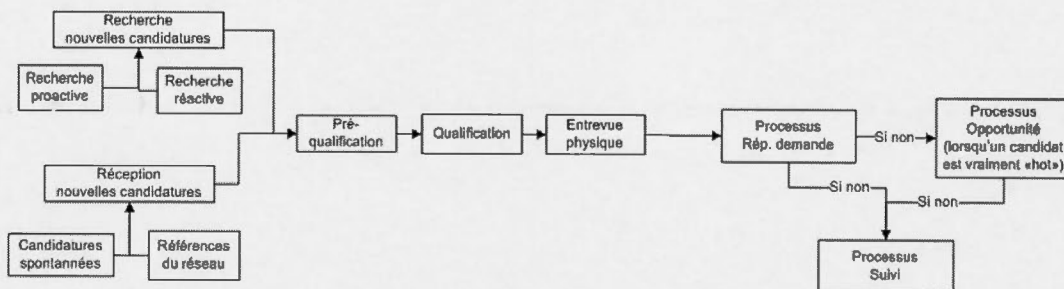 Recherche
nouvelles candidatures
Recherche
proactive
Recherche
réactive
Réception
nouvelles candidatures
Candidatures
spontannées
Références
du réseau
Pré-
qualification
Qualification
Entrevue
physique
Processus
Rép. demande
Si non
Processus
Opportunité
(lorsqu'un candidat
est vraiment «hot»)
Si non
Si non
Processus
Suivi